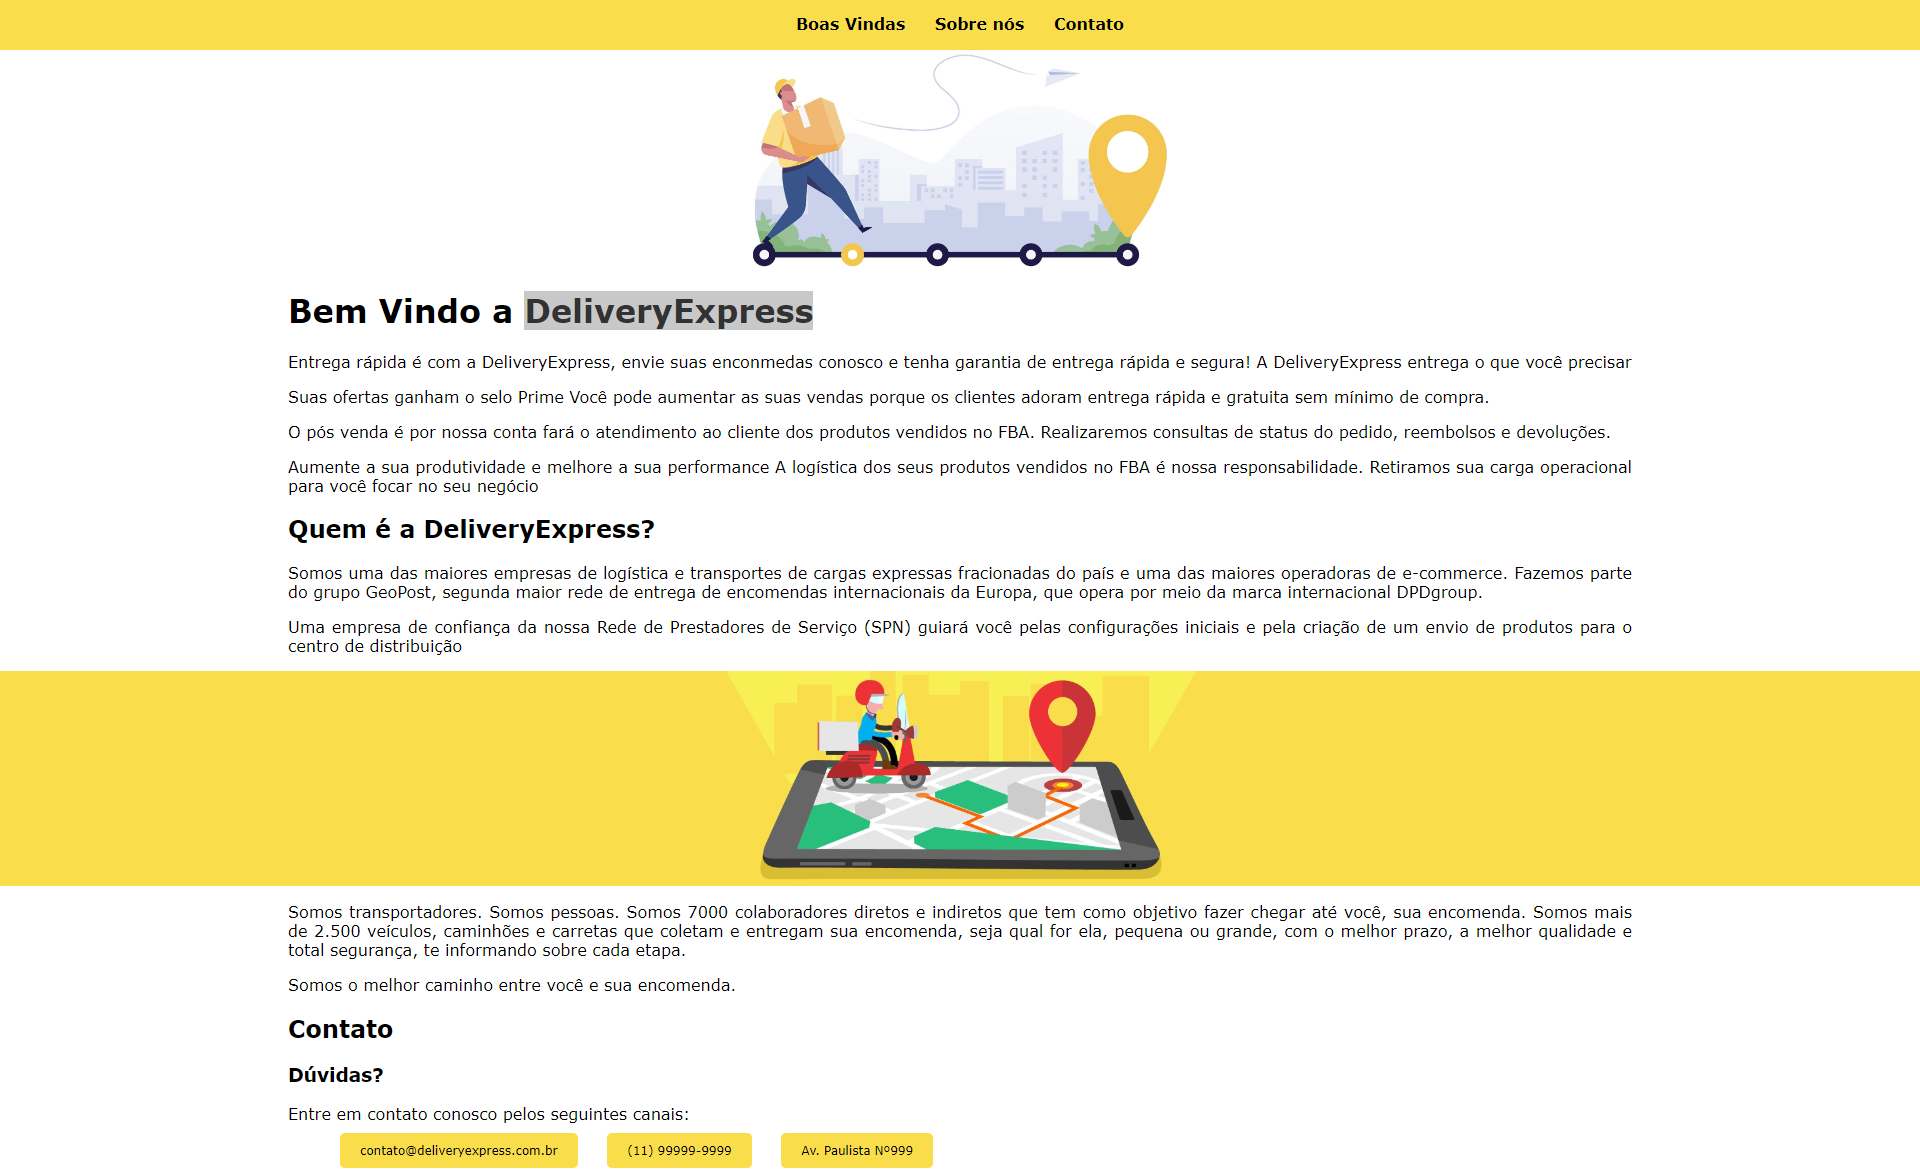 Boas Vindas Sobre nós Contato
Bem Vindo a DeliveryExpress
Entrega rápida é com a DeliveryExpress, envie suas enconmedas conosco e tenha garantia de entrega rápida e segura! A DeliveryExpress entrega o que você precisar
Suas ofertas ganham o selo Prime Você pode aumentar as suas vendas porque os clientes adoram entrega rápida e gratuita sem mínimo de compra.
O pós venda é por nossa conta fará o atendimento ao cliente dos produtos vendidos no FBA. Realizaremos consultas de status do pedido, reembolsos e devoluções.
Aumente a sua produtividade e melhore a sua performance A logística dos seus produtos vendidos no FBA é nossa responsabilidade. Retiramos sua carga operacional
para você focar no seu negócio
Quem é a DeliveryExpress?
Somos uma das maiores empresas de logística e transportes de cargas expressas fracionadas do país e uma das maiores operadoras de e-commerce. Fazemos parte
do grupo GeoPost, segunda maior rede de entrega de encomendas internacionais da Europa, que opera por meio da marca internacional DPDgroup.
Uma empresa de confiança da nossa Rede de Prestadores de Serviço (SPN) guiará você pelas configurações iniciais e pela criação de um envio de produtos para o
centro de distribuição
Somos transportadores. Somos pessoas. Somos 7000 colaboradores diretos e indiretos que tem como objetivo fazer chegar até você, sua encomenda. Somos mais
de 2.500 veículos, caminhões e carretas que coletam e entregam sua encomenda, seja qual for ela, pequena ou grande, com o melhor prazo, a melhor qualidade e
total segurança, te informando sobre cada etapa.
Somos o melhor caminho entre você e sua encomenda.
Contato
Dúvidas?
Entre em contato conosco pelos seguintes canais:
contato@deliveryexpress.com.br (11) 99999-9999 Av. Paulista Nº999